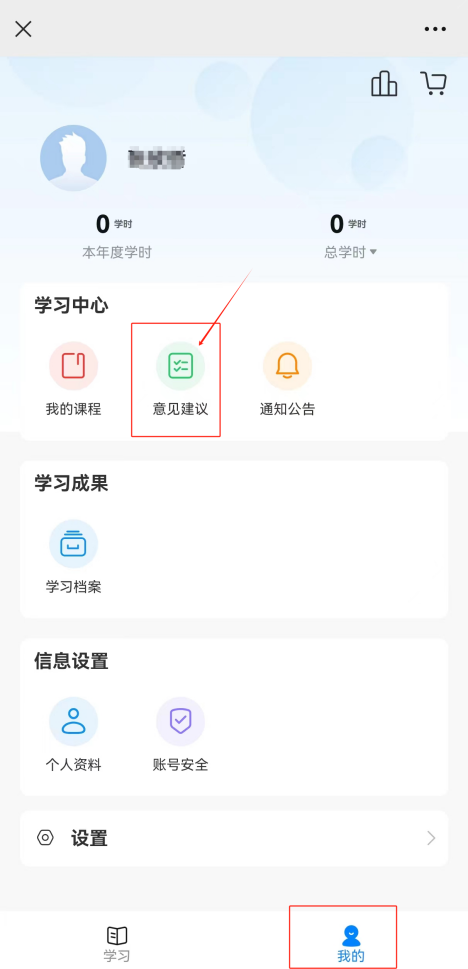 0 学时
本年度学时
0 学时
总学时
学习中心
我的课程
意见建议
通知公告
学习成果
学习档案
信息设置
个人资料
账号安全
设置
学习
我的